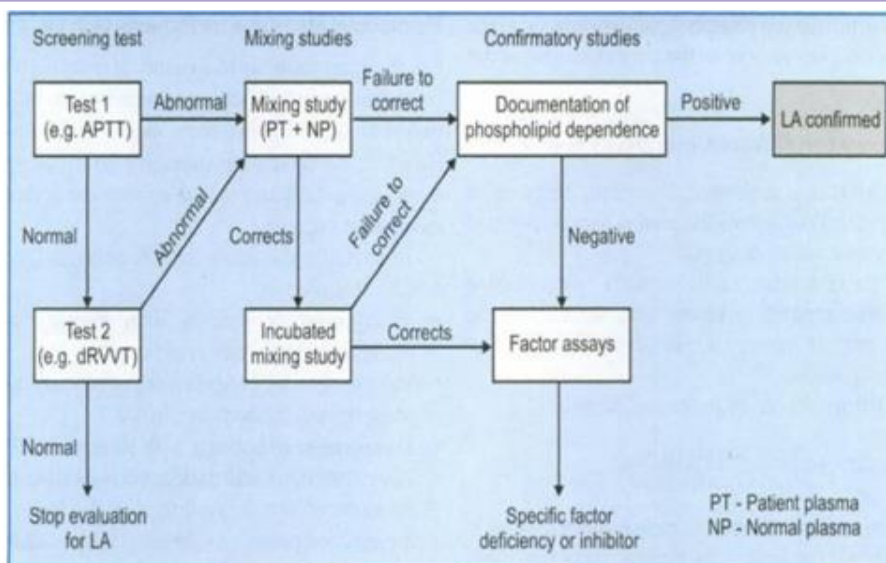 Screening test
Mixing studies
Confirmatory studies
Test 1
(e.g. APTT)
Abnormal
Mixing study
(PT + NP)
Failure to
correct
Documentation of
phospholipid dependence
Positive
LA confirmed
Normal
Abnormal
Corrects
Failure to
correct
Negative
Test 2
(e.g. dRVVT)
Incubated
mixing study
Corrects
Factor assays
Normal
Stop evaluation
for LA
Specific factor
deficiency or inhibitor
PT - Patient plasma
NP - Normal plasma